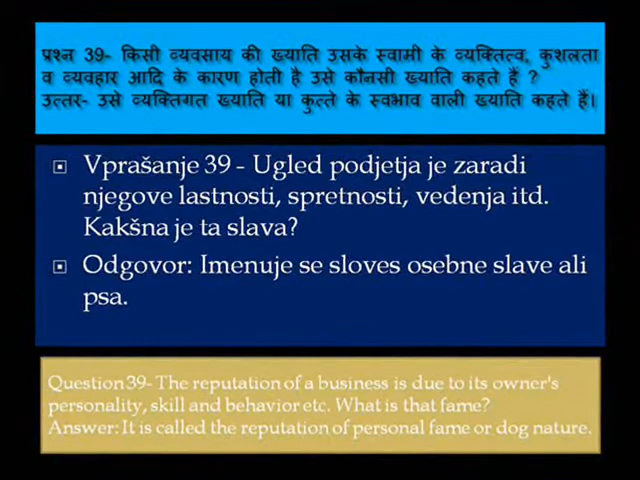 प्रश्न 39- किसी व्यवसाय की ख्याति उसके स्वामी के व्यक्तित्व, कुशलता
व व्यवहार आदि के कारण होती है उसे कौनसी ख्याति कहते हैं ?
उत्तर- उसे व्यक्तिगत ख्याति या कुत्ते के स्वभाव वाली ख्याति कहते हैं।
Vprašanje 39 - Ugled podjetja je zaradi
njegove lastnosti, spretnosti, vedenja itd.
Kakšna je ta slava?
Odgovor: Imenuje se sloves osebne slave ali
psa.
Question 39- The reputation of a business is due to its owner's
personality, skill and behavior etc. What is that fame?
Answer: It is called the reputation of personal fame or dog nature.